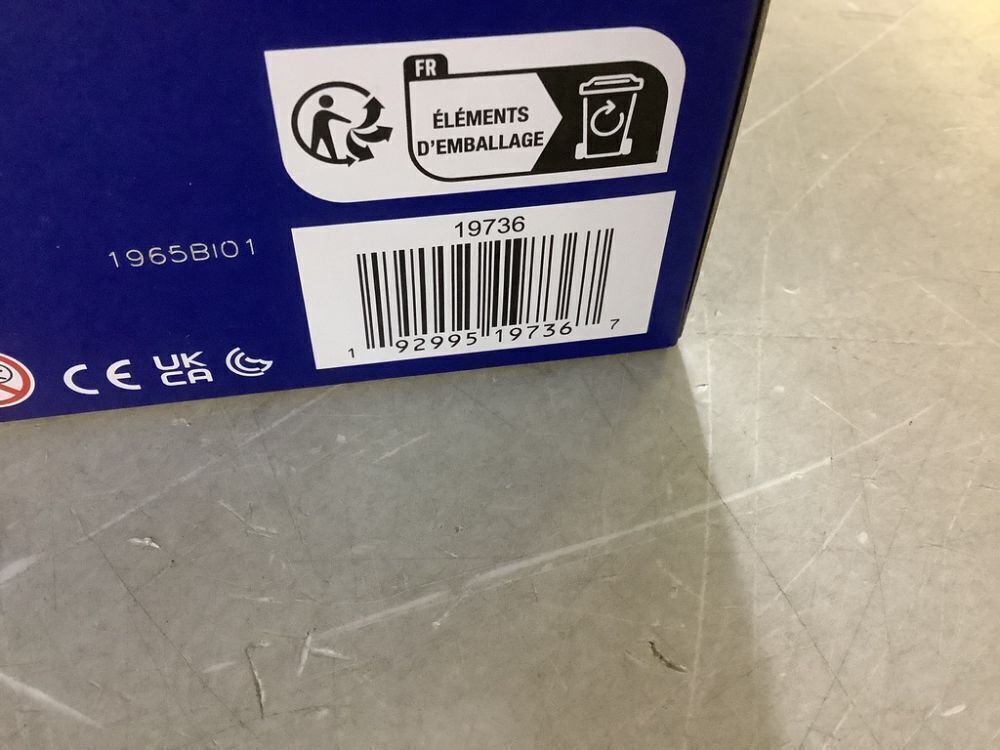 FR
ÉLÉMENTS
D'EMBALLAGE
19736
1965BI01
1 92995 19736 7
CE UK
CA